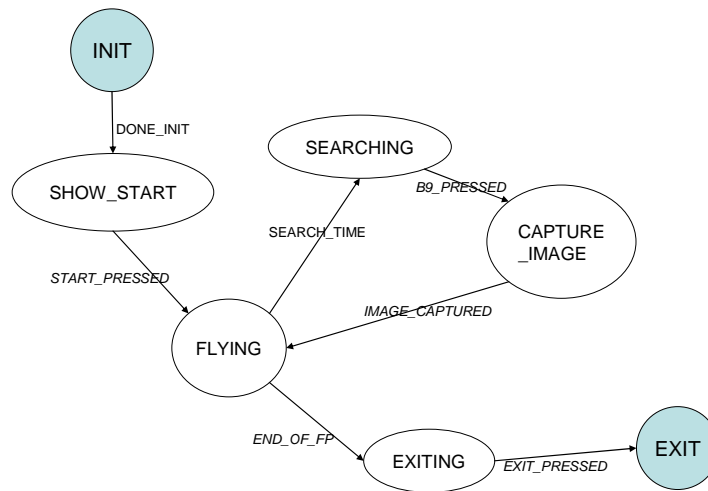 INIT
DONE_INIT
SEARCHING
SHOW_START
B9_PRESSED
SEARCH_TIME
CAPTURE
_IMAGE
START_PRESSED
IMAGE_CAPTURED
FLYING
END_OF_FP
EXITING
EXIT_PRESSED
EXIT